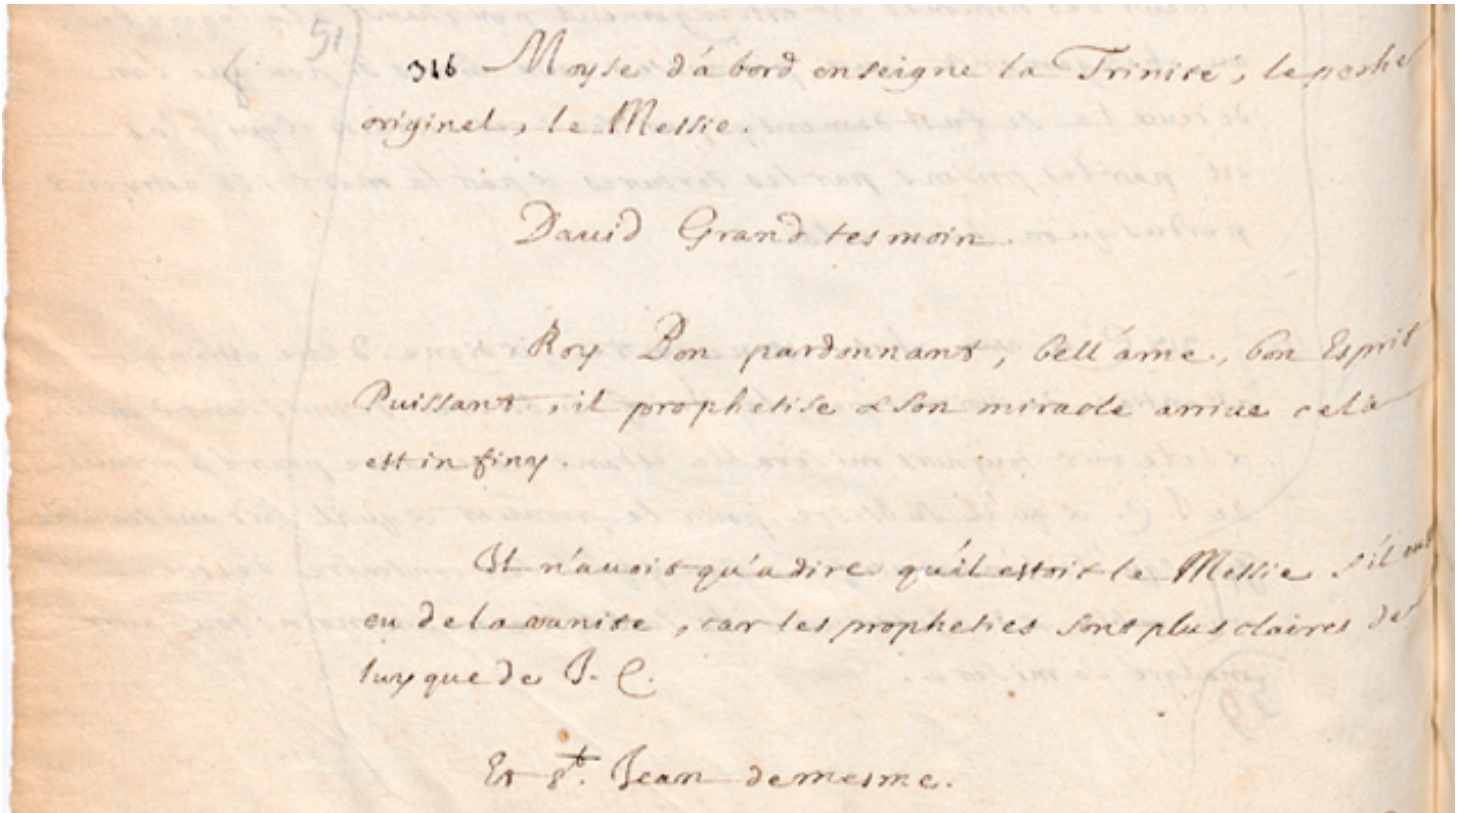 316 Moyse d'abord enseigne la Trinité, le peché
originel, le Messie.
David Grand tesmoin.
Roy Bon pardonnant, bell'ame, bon Esprit
Puissant, il prophetise & son miracle arriue cela
est infiny.
Il n'auoit qu'a dire qu'il estoit le Messie s'il eust
eu de la vanité, car les propheties sont plus claires de
luy que de J. C.
Et St. Jean de mesme.